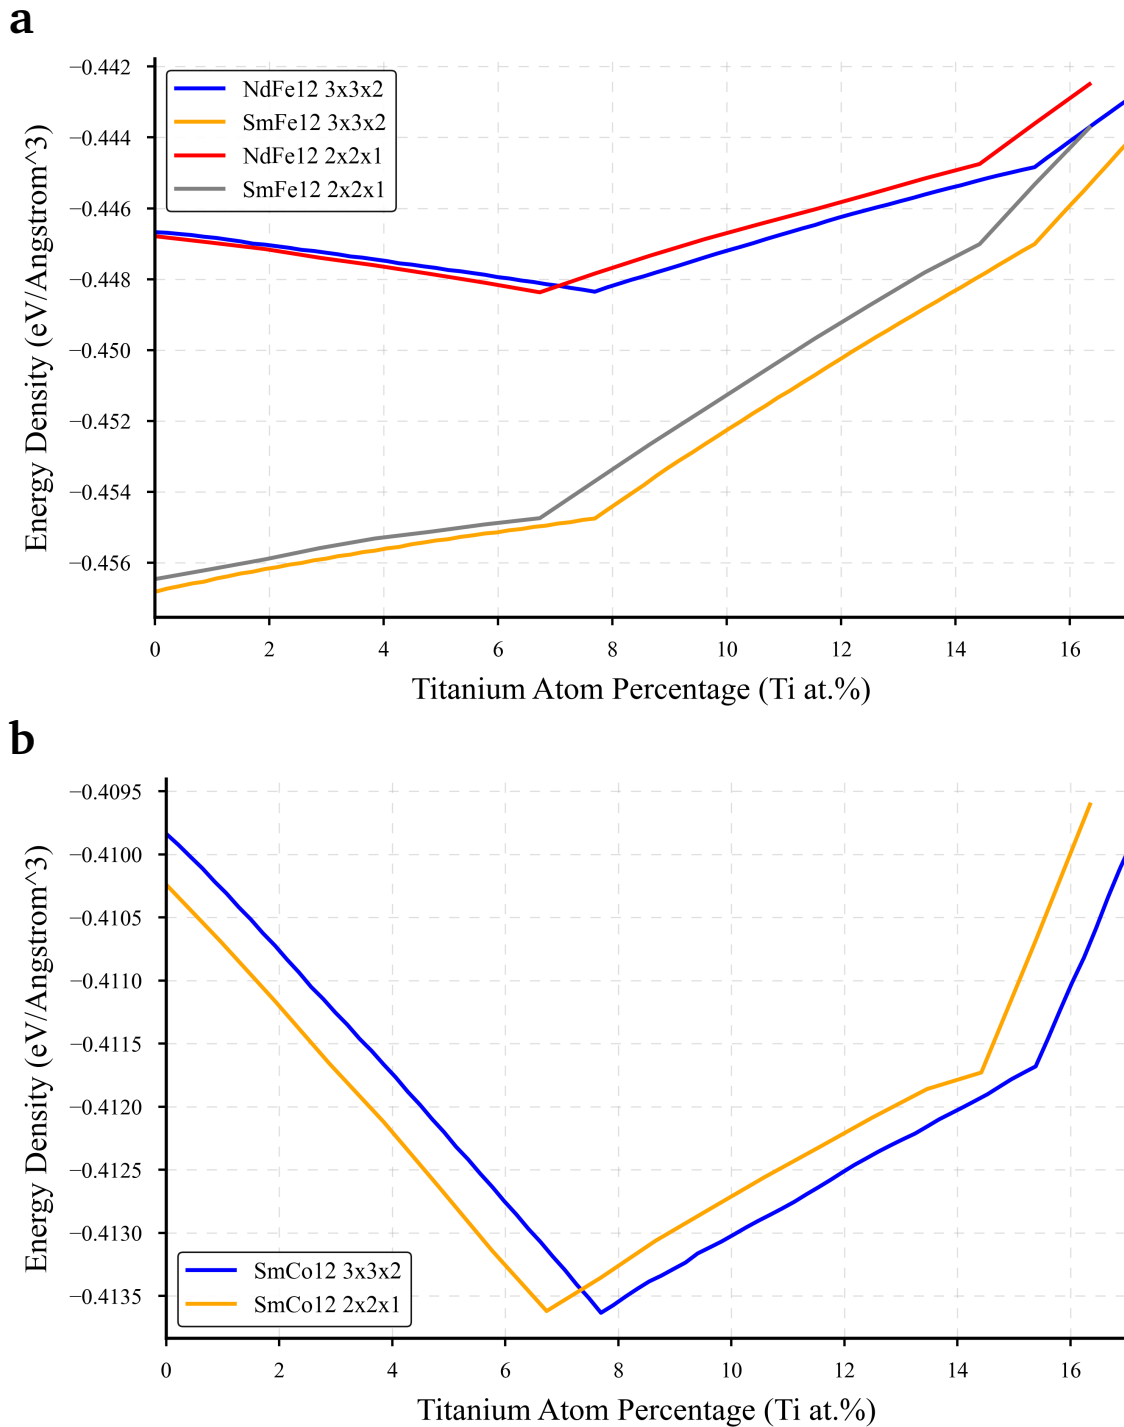 a
−0.442
−0.444
−0.446
−0.448
−0.450
−0.452
−0.454
−0.456
Energy Density (eV/Angstrom^3)
NdFe12 3x3x2
SmFe12 3x3x2
NdFe12 2x2x1
SmFe12 2x2x1
0 2 4 6 8 10 12 14 16
Titanium Atom Percentage (Ti at.%)
b
−0.4095
−0.4100
−0.4105
−0.4110
−0.4115
−0.4120
−0.4125
−0.4130
−0.4135
Energy Density (eV/Angstrom^3)
SmCo12 3x3x2
SmCo12 2x2x1
0 2 4 6 8 10 12 14 16
Titanium Atom Percentage (Ti at.%)